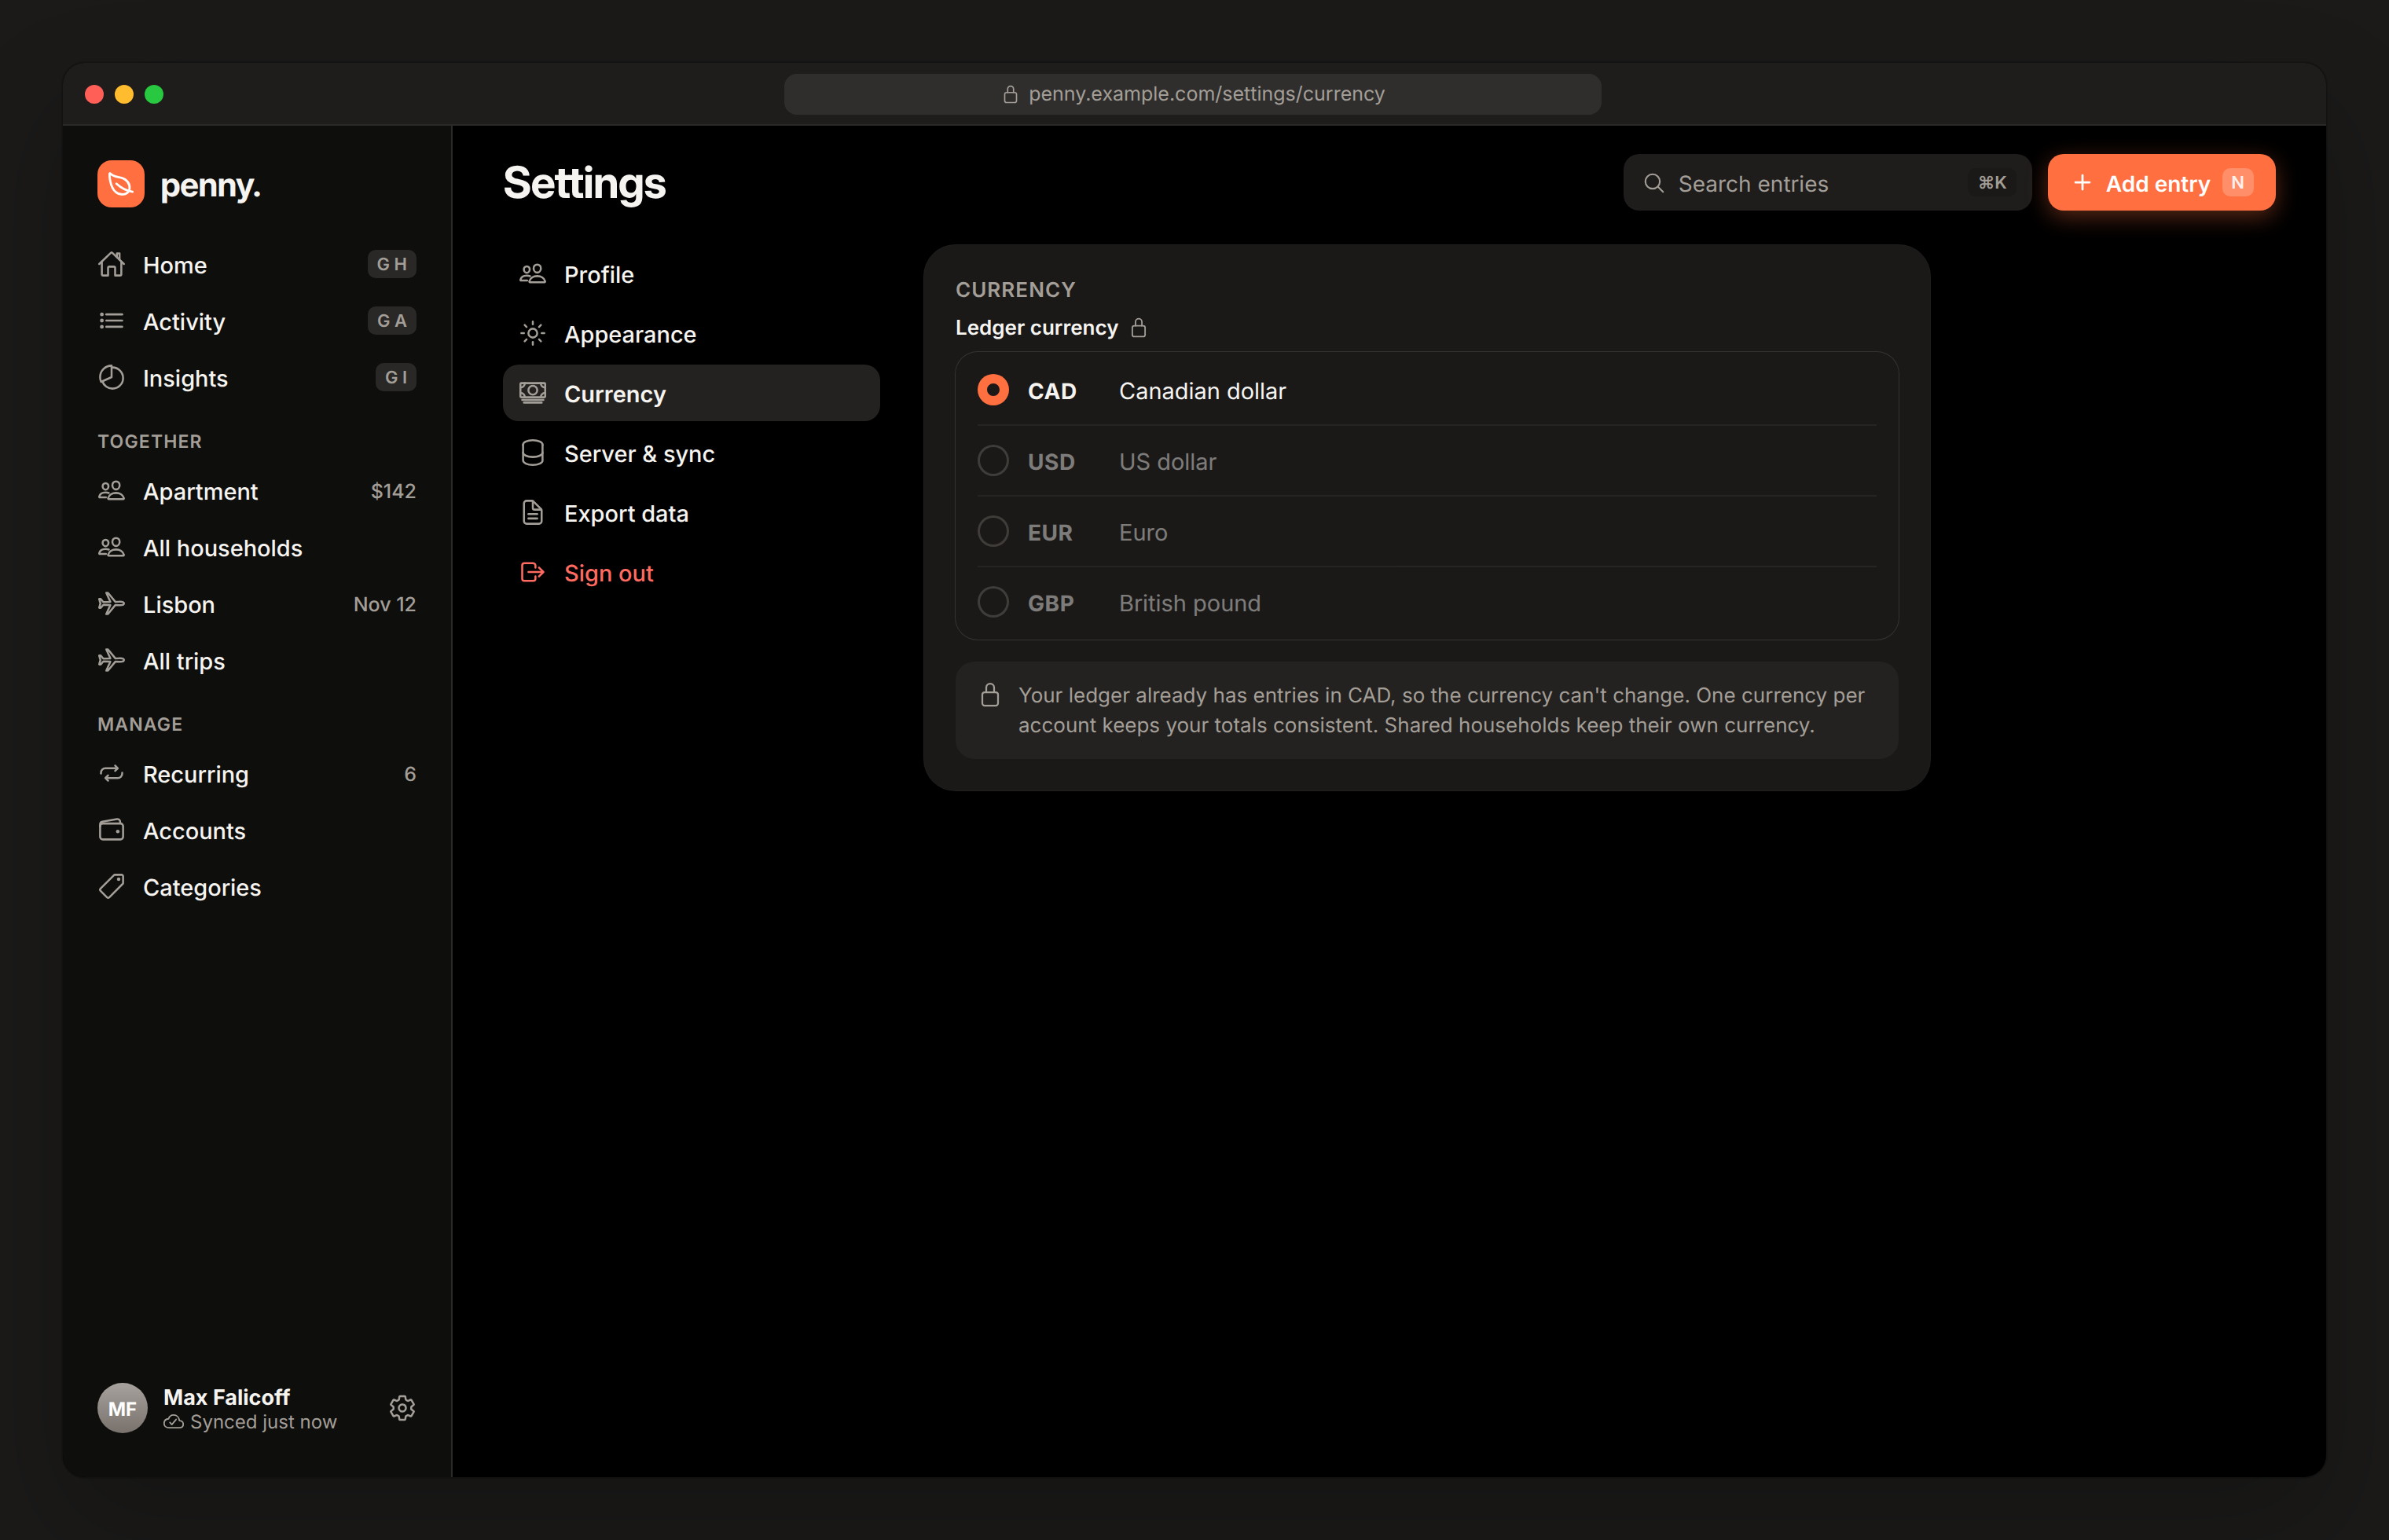 penny.example.com/settings/currency
penny.
Settings
Search entries ⌘K
+ Add entry N
Home G H
Activity G A
Insights G I
TOGETHER
Apartment $142
All households
Lisbon Nov 12
All trips
MANAGE
Recurring 6
Accounts
Categories
MF
Max Falicoff
Synced just now
Profile
Appearance
Currency
Server & sync
Export data
Sign out
CURRENCY
Ledger currency
CAD Canadian dollar
USD US dollar
EUR Euro
GBP British pound
Your ledger already has entries in CAD, so the currency can't change. One currency per
account keeps your totals consistent. Shared households keep their own currency.